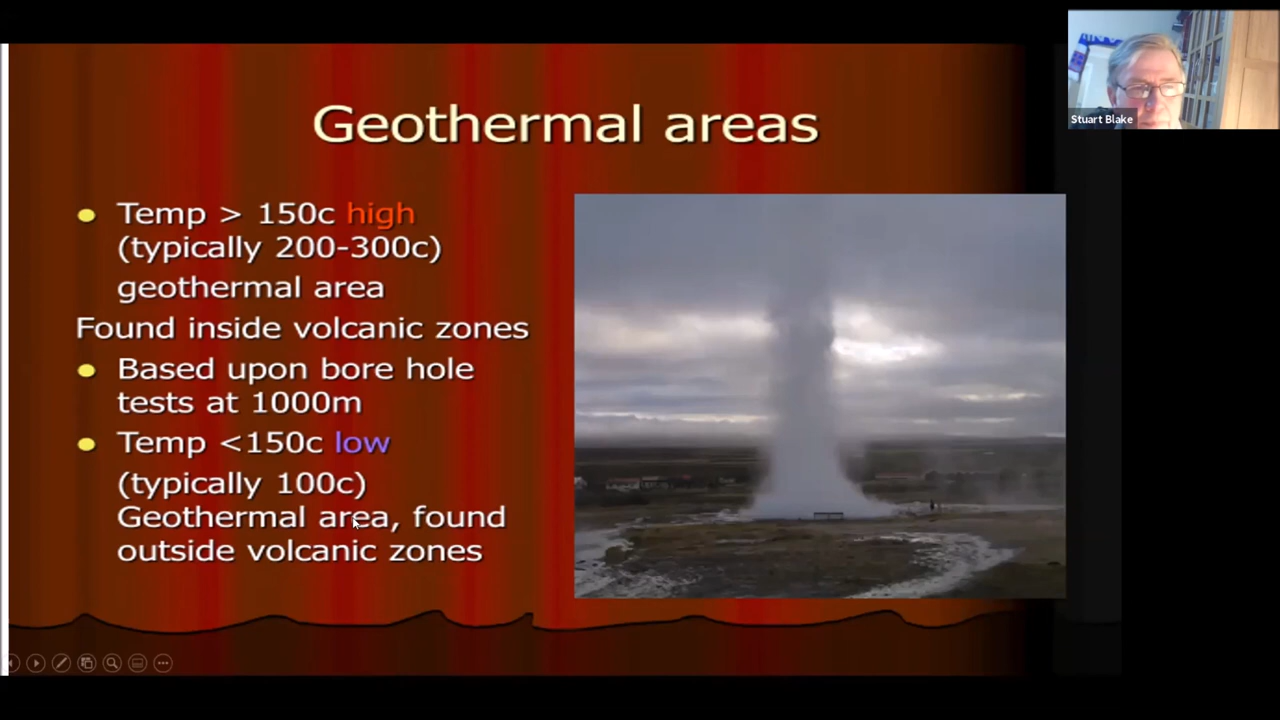 Geothermal areas
Temp > 150c high
(typically 200-300c)
geothermal area
Found inside volcanic zones
Based upon bore hole
tests at 1000m
Temp <150c low
(typically 100c)
Geothermal area, found
outside volcanic zones
Stuart Blake